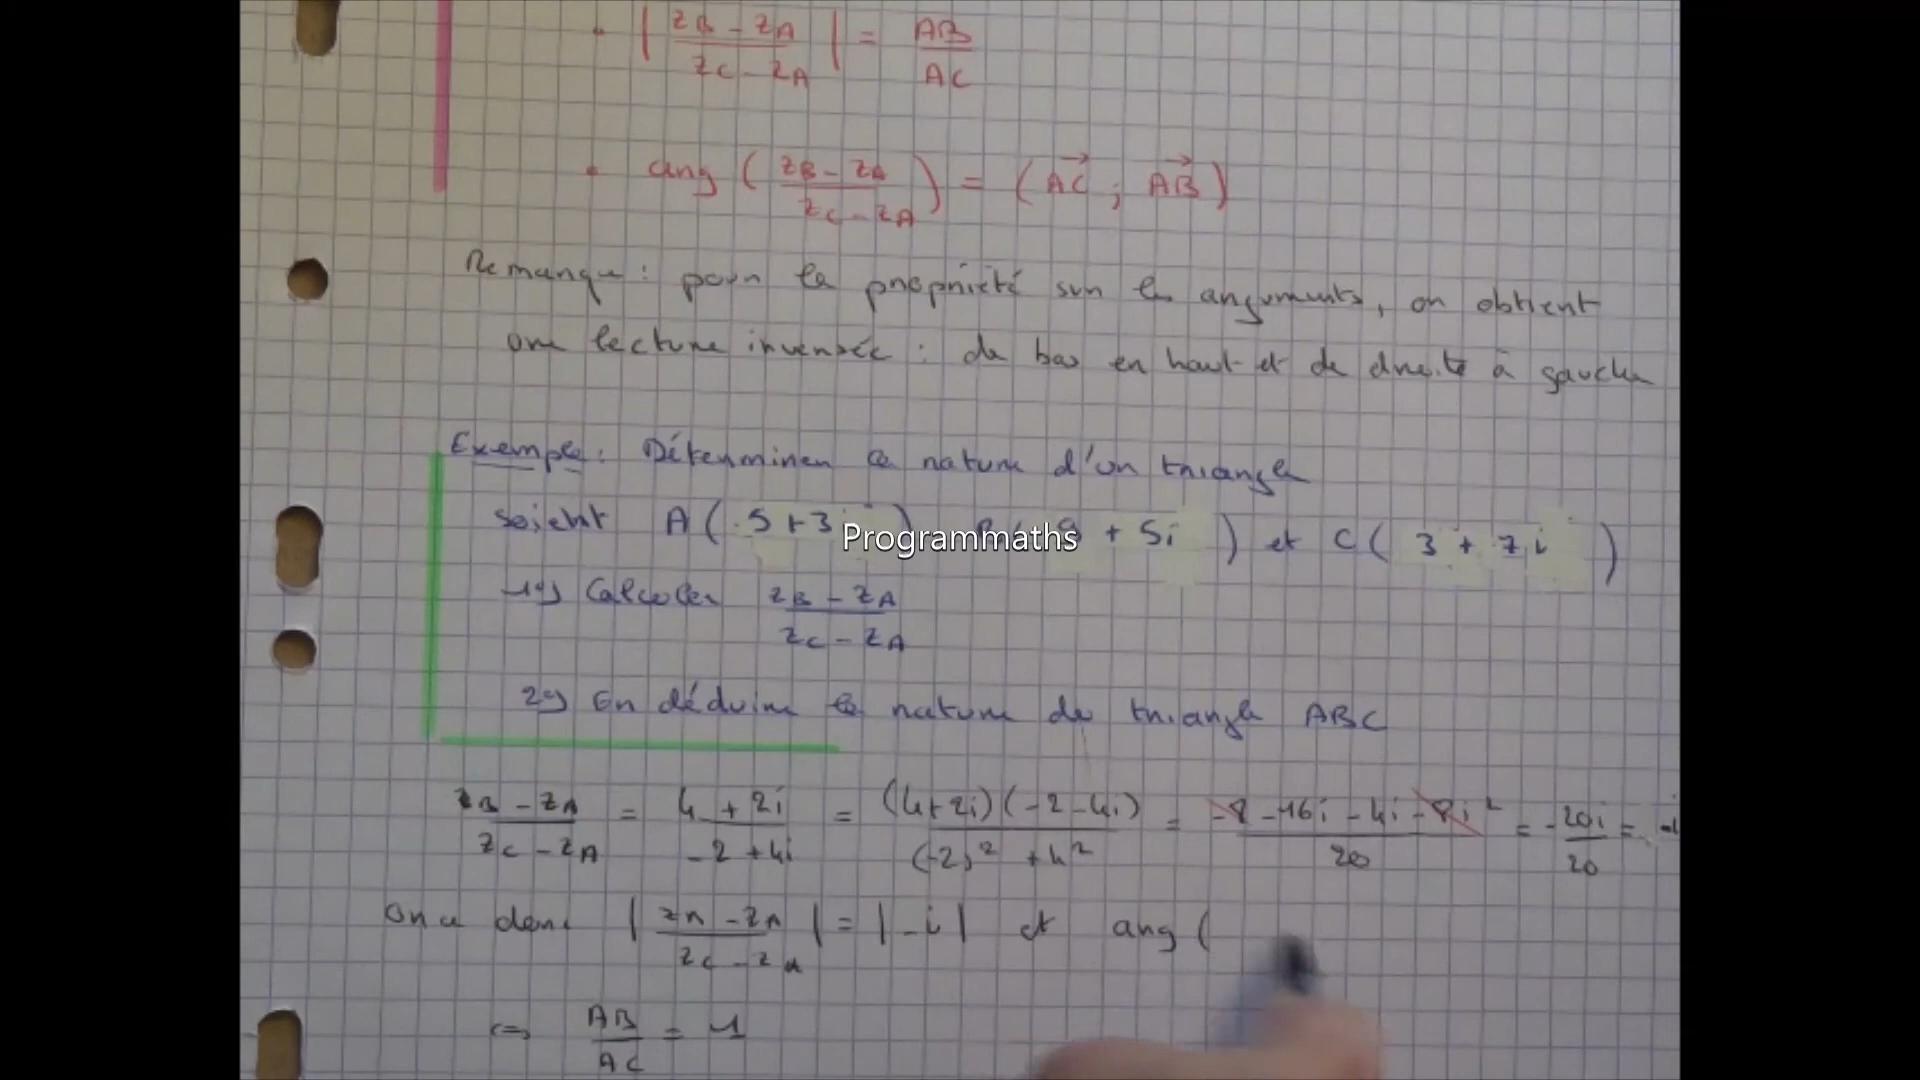 • | zB - zA / zC - zA | = AB / AC
• arg ( zB - zA / zC - zA ) = ( AC ; AB )
Remarque : pour la propriété sur les arguments, on obtient
une lecture inversée : de bas en haut et de droite à gauche
Exemple : Déterminer la nature d'un triangle
soient A ( 5 + 3 ) + 5i ) et C ( 3 + 7i )
Programmaths
1°) Calculer zB - zA / zC - zA
2°) En déduire la nature du triangle ABC
zB - zA / zC - zA = 4 + 2i / -2 + 4i = (4 + 2i)(-2 - 4i) / (-2)² + 4² = -8 - 16i - 4i - 8i² / 20 = -20i / 20 = -i
On a donc | zB - zA / zC - zA | = | -i | et arg (
⇔ AB / AC = 1